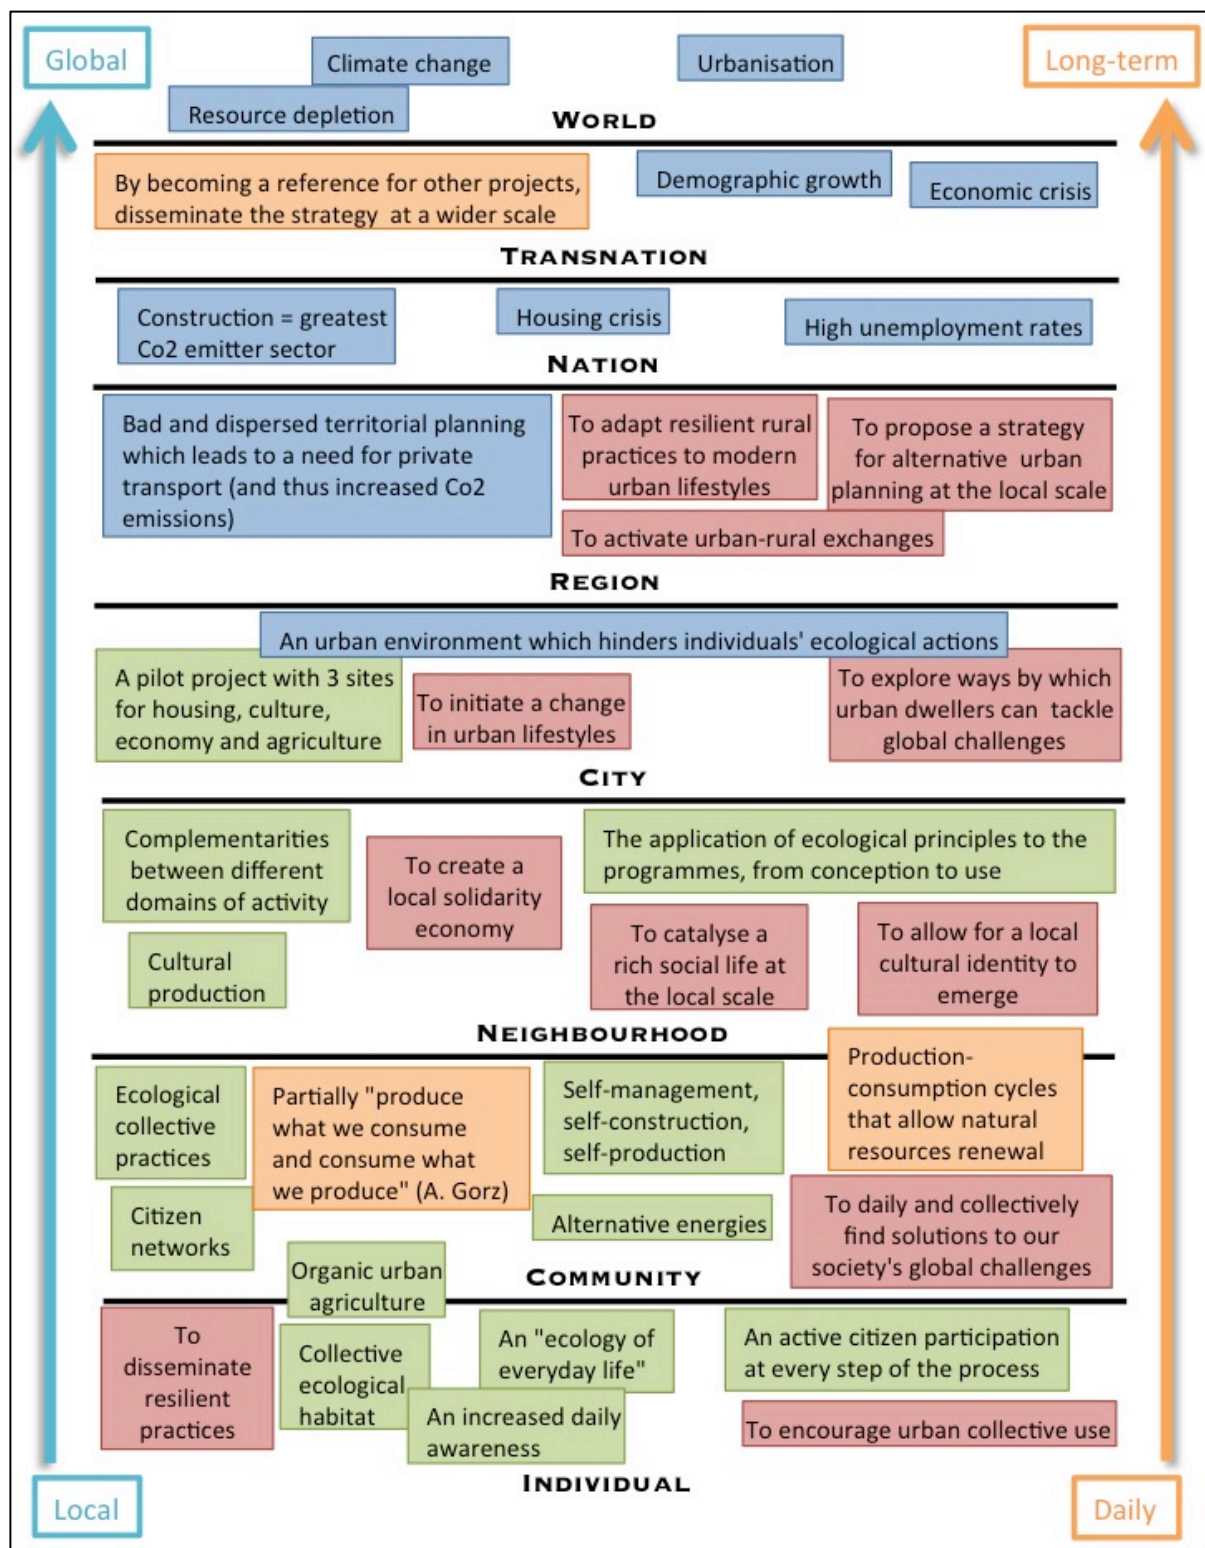 Global
Climate change
Urbanisation
Long-term
Resource depletion
WORLD
By becoming a reference for other projects,
disseminate the strategy at a wider scale
Demographic growth
Economic crisis
TRANSNATION
Construction = greatest
Co2 emitter sector
Housing crisis
High unemployment rates
NATION
Bad and dispersed territorial planning
which leads to a need for private
transport (and thus increased Co2
emissions)
To adapt resilient rural
practices to modern
urban lifestyles
To propose a strategy
for alternative urban
planning at the local scale
To activate urban-rural exchanges
REGION
An urban environment which hinders individuals' ecological actions
A pilot project with 3 sites
for housing, culture,
economy and agriculture
To initiate a change
in urban lifestyles
To explore ways by which
urban dwellers can tackle
global challenges
CITY
Complementarities
between different
domains of activity
To create a
local solidarity
economy
The application of ecological principles to the
programmes, from conception to use
Cultural
production
To catalyse a
rich social life at
the local scale
To allow for a local
cultural identity to
emerge
NEIGHBOURHOOD
Ecological
collective
practices
Partially "produce
what we consume
and consume what
we produce" (A. Gorz)
Self-management,
self-construction,
self-production
Production-
consumption cycles
that allow natural
resources renewal
Citizen
networks
Alternative energies
To daily and collectively
find solutions to our
society's global challenges
Organic urban
agriculture
COMMUNITY
To
disseminate
resilient
practices
Collective
ecological
habitat
An "ecology of
everyday life"
An active citizen participation
at every step of the process
An increased daily
awareness
To encourage urban collective use
INDIVIDUAL
Local
Daily